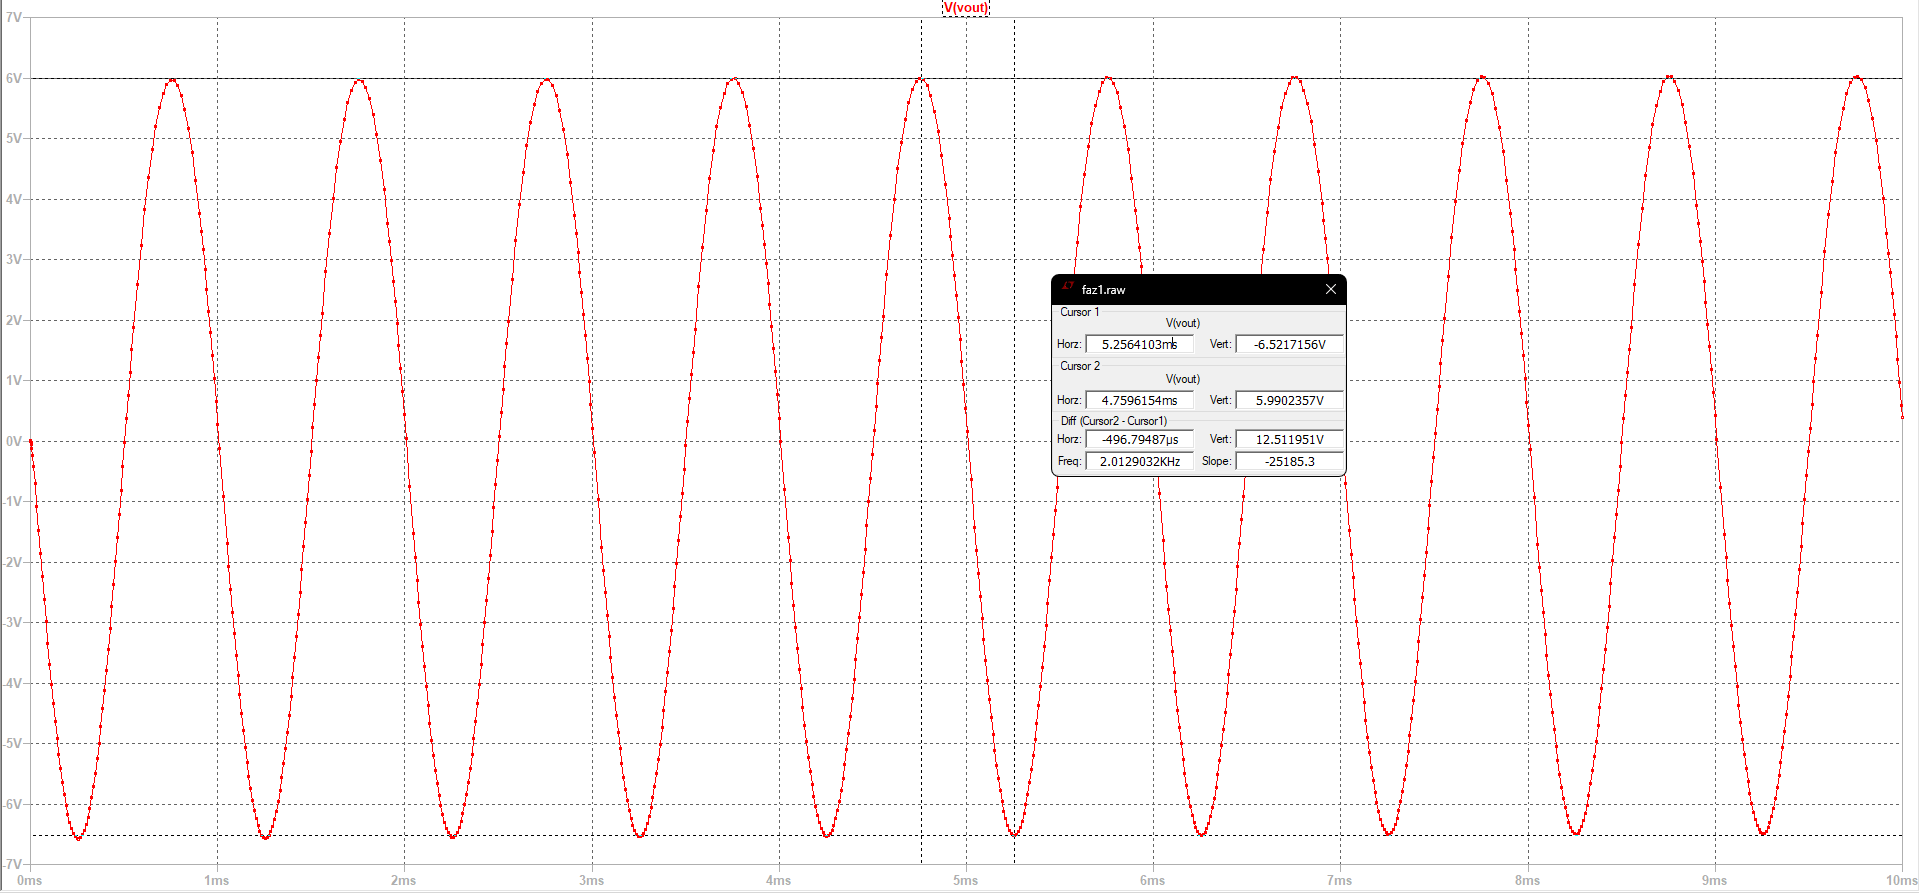 V(vout)
7V
6V
5V
4V
3V
2V
1V
0V
-1V
-2V
-3V
-4V
-5V
-6V
-7V
0ms 1ms 2ms 3ms 4ms 5ms 6ms 7ms 8ms 9ms 10ms
faz1.raw
Cursor 1
V(vout)
Horz: 5.2564103ms Vert: -6.5217156V
Cursor 2
V(vout)
Horz: 4.7596154ms Vert: 5.9902357V
Diff (Cursor2 - Cursor1)
Horz: -496.79487µs Vert: 12.511951V
Freq: 2.0129032KHz Slope: -25185.3